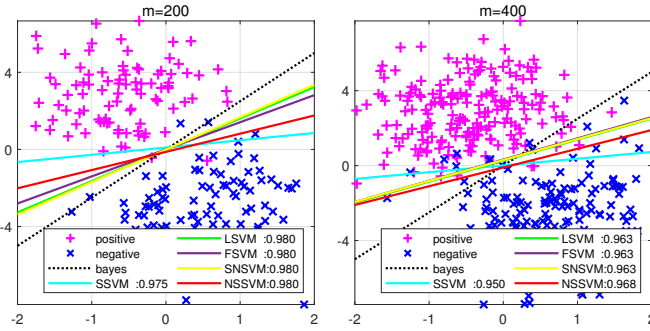 m=200
4
0
-4
-2
-1
0
1
2
positive
negative
bayes
SSVM :0.975
LSVM :0.980
FSVM :0.980
SNSVM:0.980
NSSVM:0.980
m=400
4
0
-4
-2
-1
0
1
2
positive
negative
bayes
SSVM :0.950
LSVM :0.963
FSVM :0.963
SNSVM:0.963
NSSVM:0.968